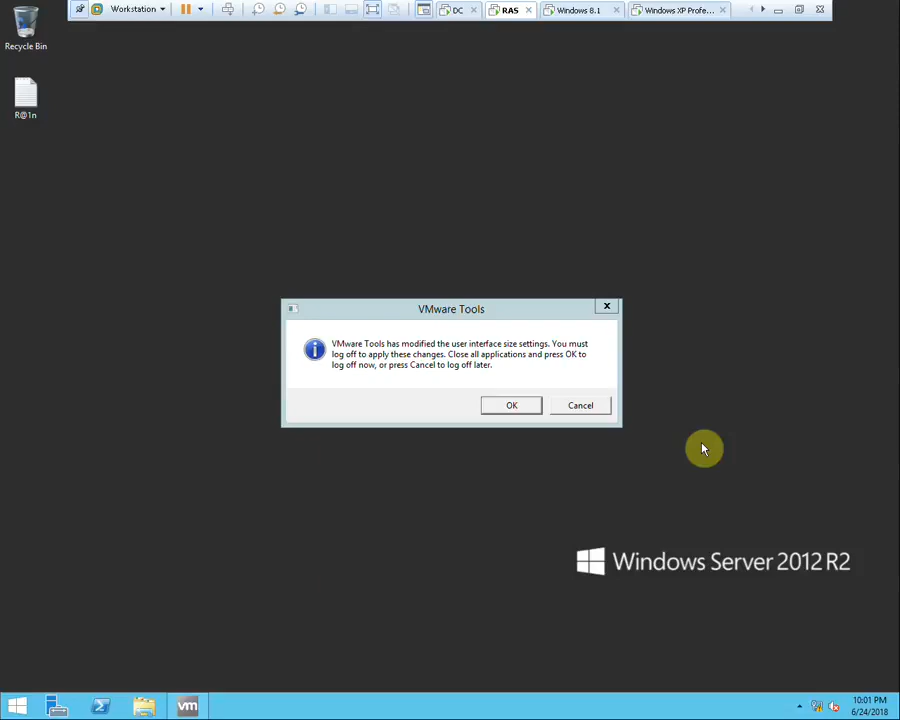 Workstation
DC
RAS
Windows 8.1
Windows XP Profe...
Recycle Bin
R@1n
VMware Tools
VMware Tools has modified the user interface size settings. You must
log off to apply these changes. Close all applications and press OK to
log off now, or press Cancel to log off later.
OK
Cancel
Windows Server 2012 R2
vm
10:01 PM
6/24/2018